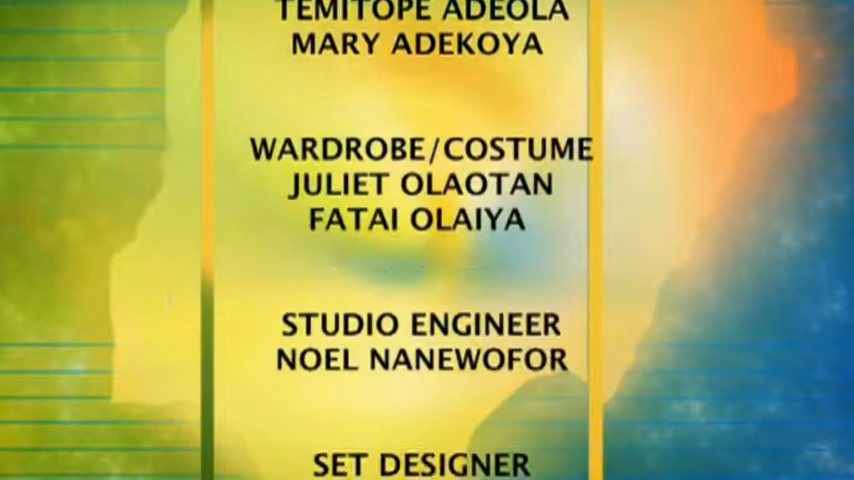 TEMITOPE ADEOLA
MARY ADEKOYA
WARDROBE/COSTUME
JULIET OLAOTAN
FATAI OLAIYA
STUDIO ENGINEER
NOEL NANEWOFOR
SET DESIGNER